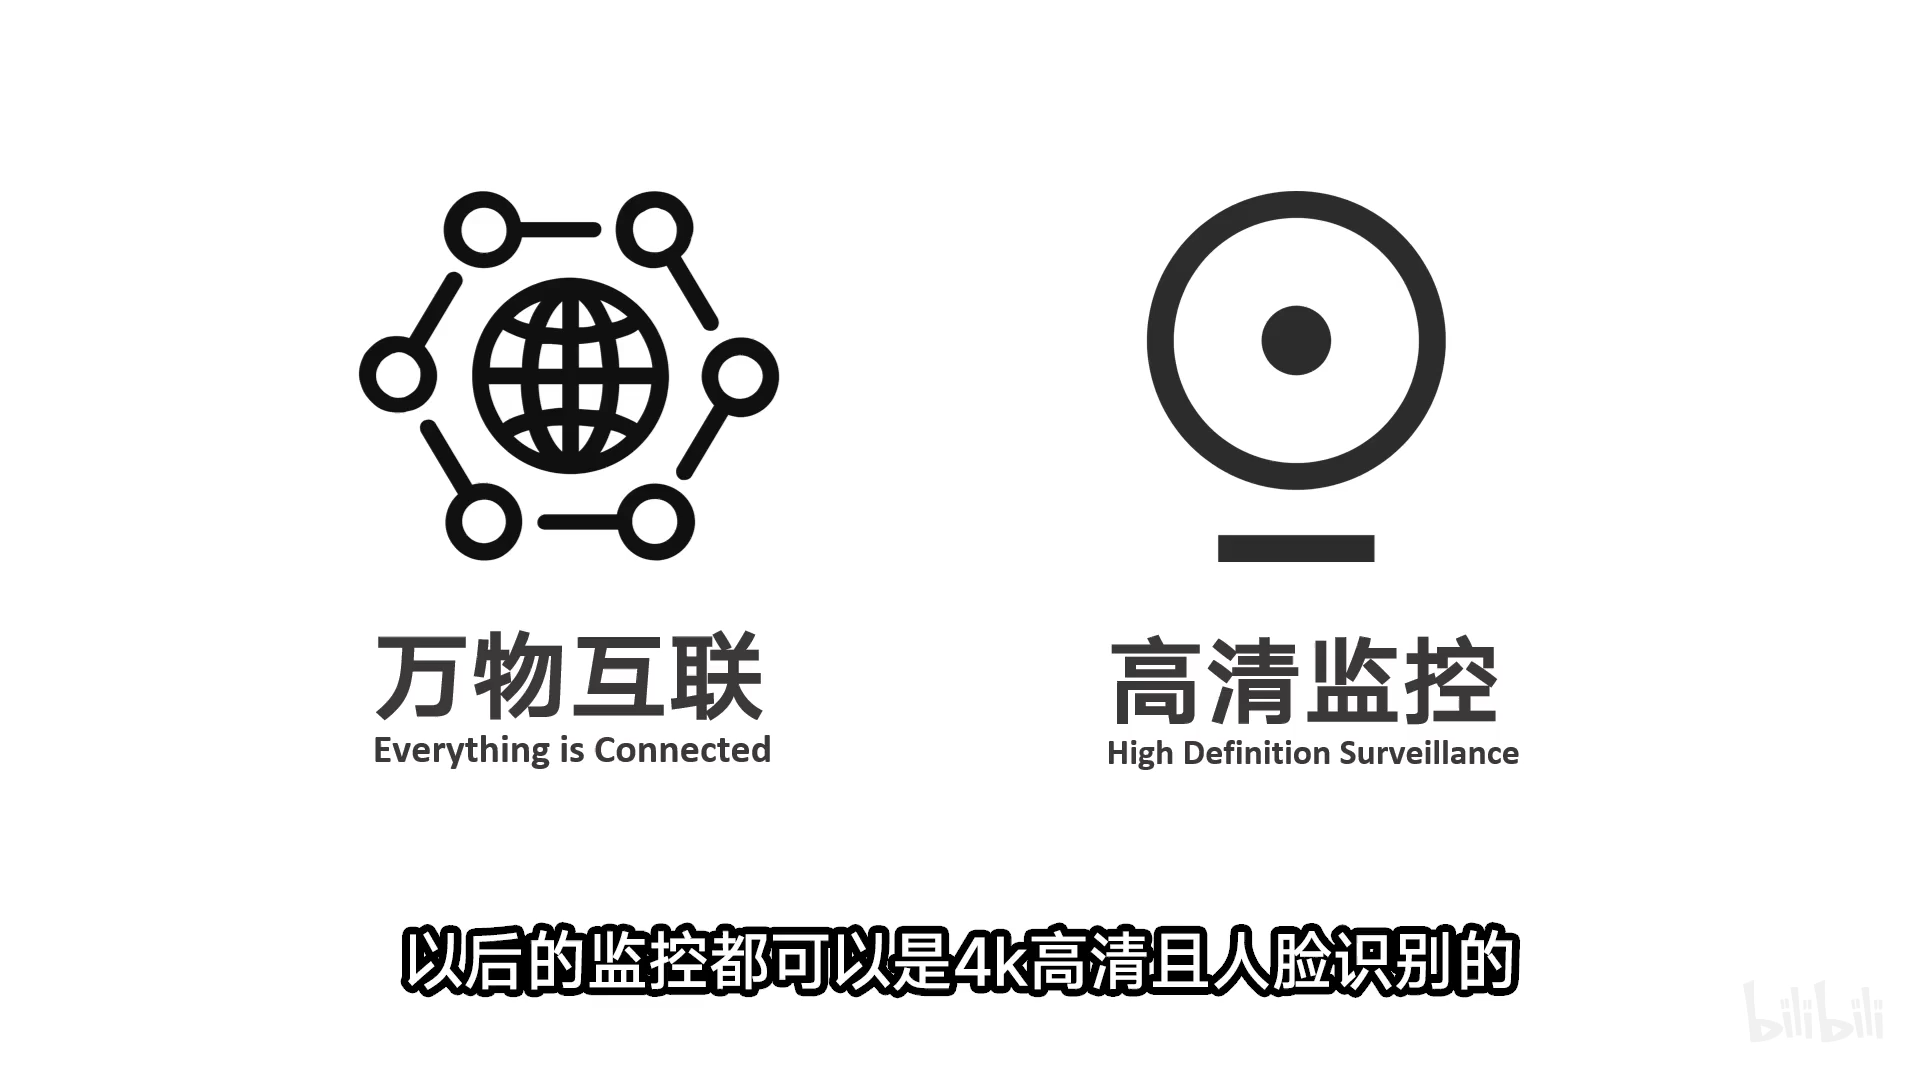 万物互联
Everything is Connected
高清监控
High Definition Surveillance
以后的监控都可以是4k高清且人脸识别的
bilibili